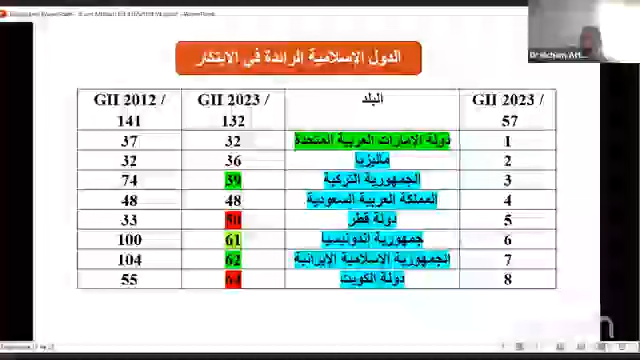 الدول الإسلامية الرائدة في الابتكار
GII 2023 / 57 البلد GII 2023 / 132 GII 2012 / 141
1 دولة الإمارات العربية المتحدة 32 37
2 ماليزيا 36 32
3 الجمهورية التركية 39 74
4 المملكة العربية السعودية 48 48
5 دولة قطر 50 33
6 جمهورية اندونيسيا 61 100
7 الجمهورية الإسلامية الإيرانية 62 104
8 دولة الكويت 64 55